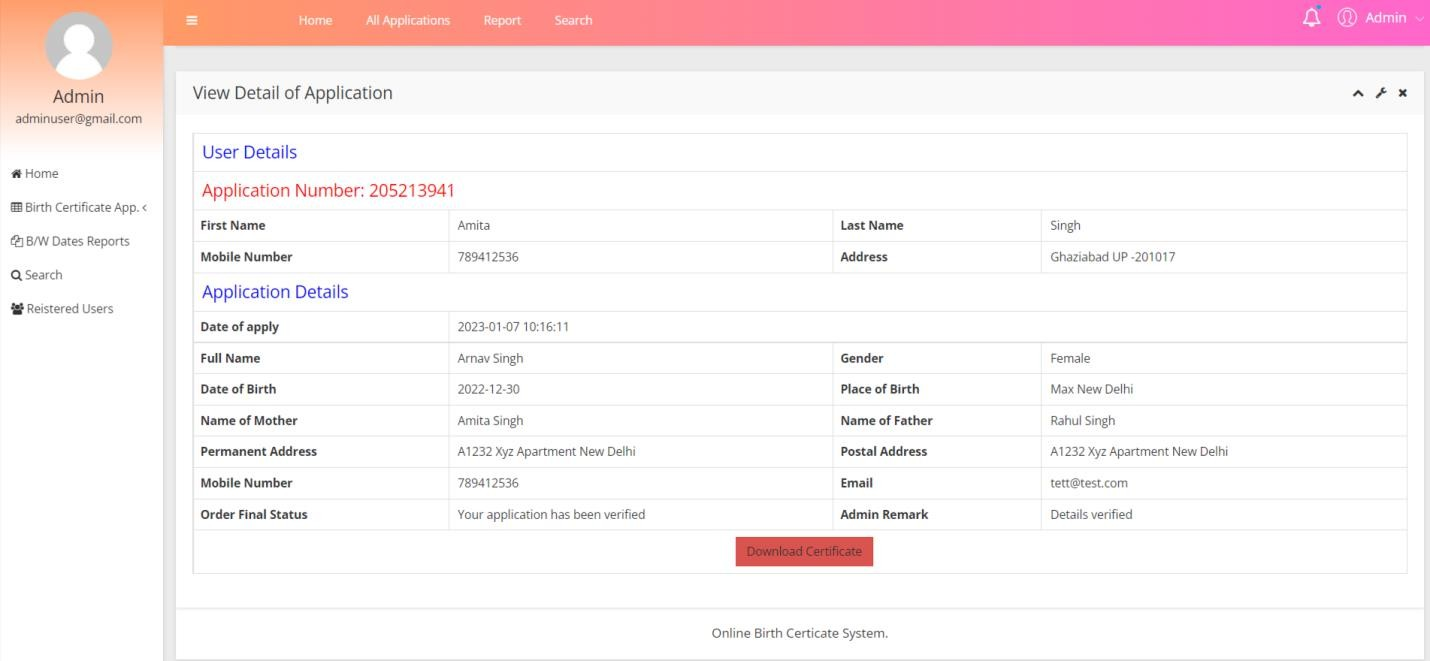 Home All Applications Report Search Admin
Admin
adminuser@gmail.com
Home
Birth Certificate App.
B/W Dates Reports
Search
Reistered Users
View Detail of Application
User Details
Application Number: 205213941
First Name Amita Last Name Singh
Mobile Number 789412536 Address Ghaziabad UP -201017
Application Details
Date of apply 2023-01-07 10:16:11
Full Name Arnav Singh Gender Female
Date of Birth 2022-12-30 Place of Birth Max New Delhi
Name of Mother Amita Singh Name of Father Rahul Singh
Permanent Address A1232 Xyz Apartment New Delhi Postal Address A1232 Xyz Apartment New Delhi
Mobile Number 789412536 Email tett@test.com
Order Final Status Your application has been verified Admin Remark Details verified
Download Certificate
Online Birth Certicate System.